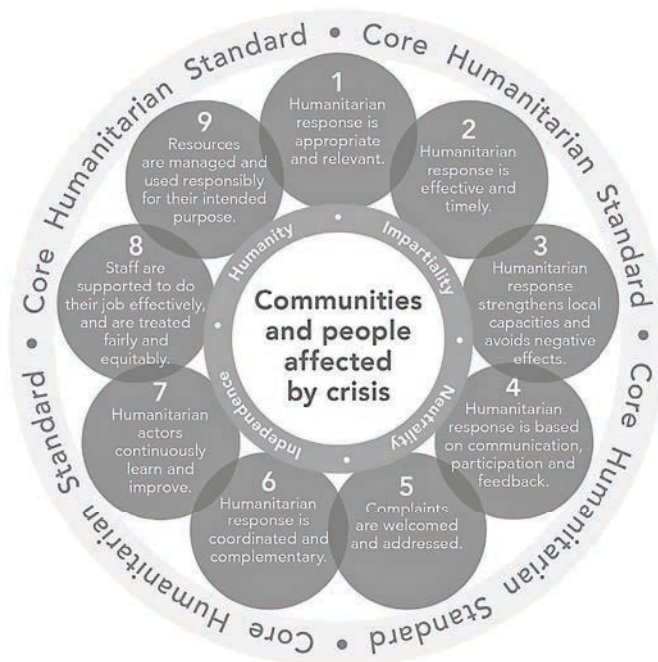 Core Humanitarian Standard • Core Humanitarian Standard • Core Humanitarian Standard • Core Humanitarian Standard •
1
Humanitarian
response is
appropriate
and relevant.
2
Humanitarian
response is
effective and
timely.
3
Humanitarian
response
strengthens local
capacities and
avoids negative
effects.
4
Humanitarian
response is based
on communication,
participation and
feedback.
5
Complaints
are welcomed
and addressed.
6
Humanitarian
response is
coordinated and
complementary.
7
Humanitarian
actors
continuously
learn and
improve.
8
Staff are
supported to do
their job effectively,
and are treated
fairly and
equitably.
9
Resources
are managed and
used responsibly
for their intended
purpose.
Humanity • Impartiality • Neutrality • Independence •
Communities
and people
affected
by crisis